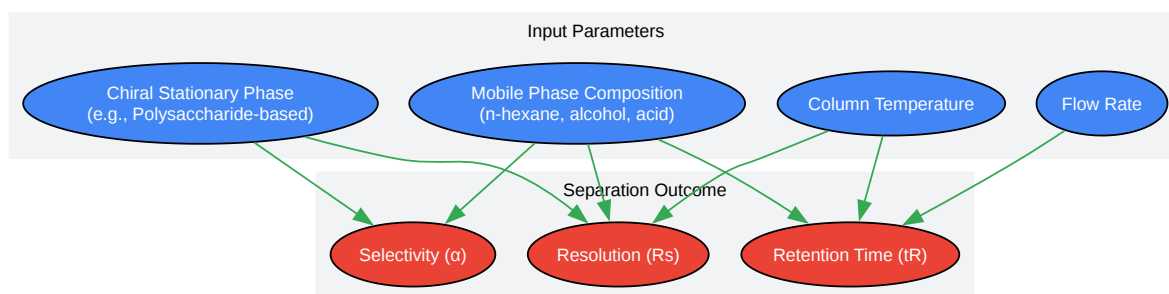 Input Parameters
Chiral Stationary Phase
(e.g., Polysaccharide-based)
Mobile Phase Composition
(n-hexane, alcohol, acid)
Column Temperature
Flow Rate
Separation Outcome
Selectivity (α)
Resolution (Rs)
Retention Time (tR)